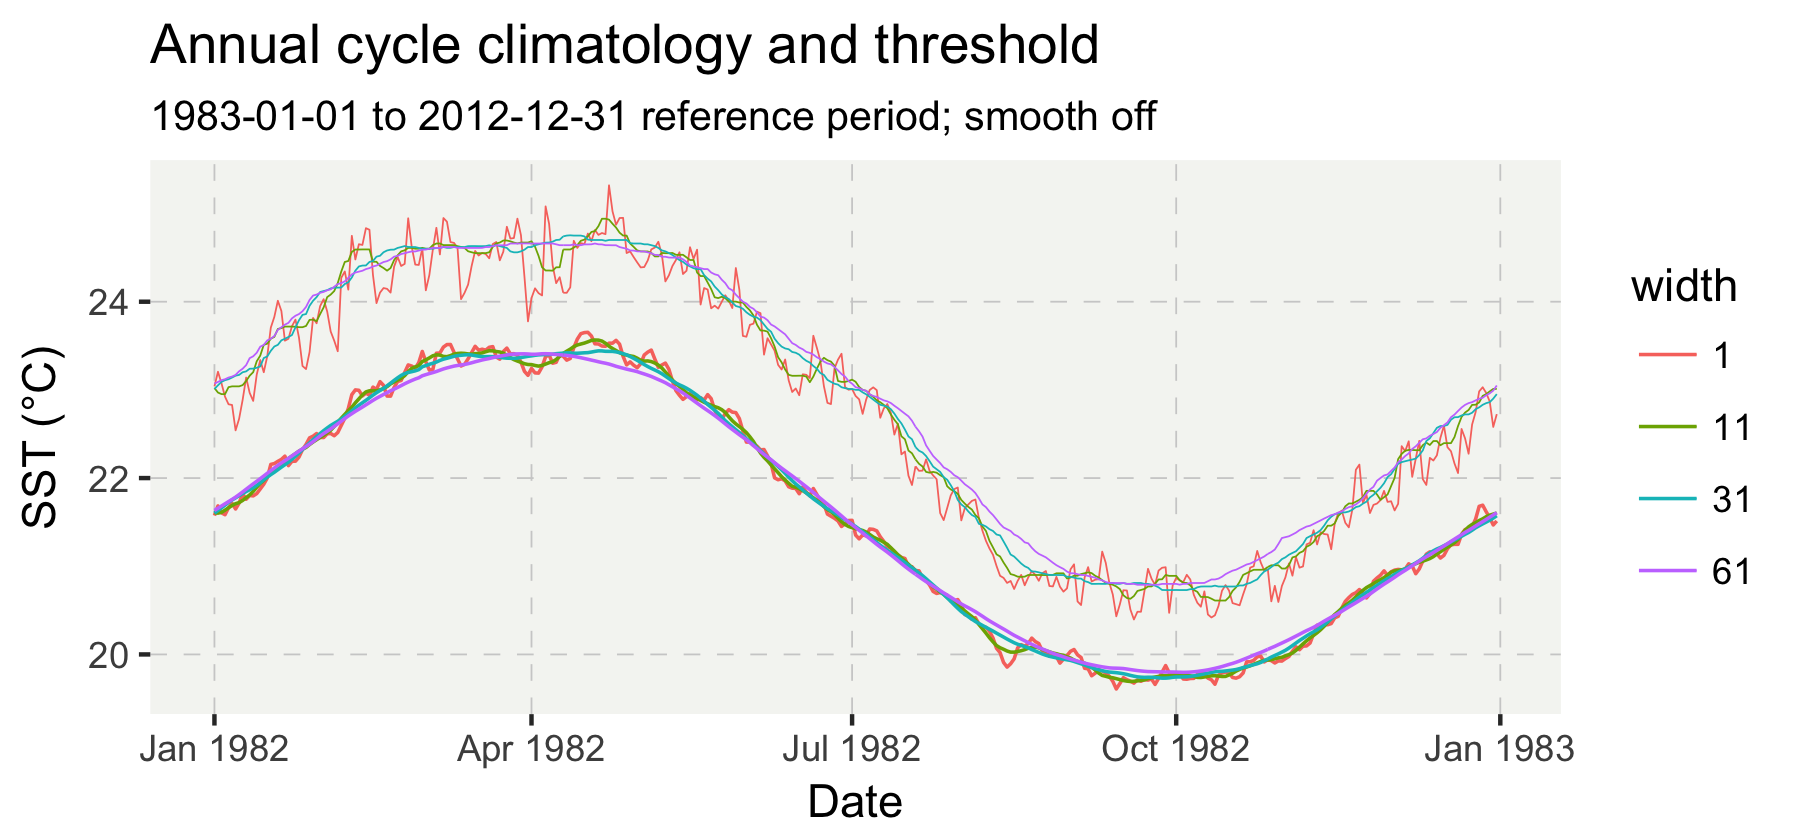 Annual cycle climatology and threshold
1983-01-01 to 2012-12-31 reference period; smooth off
SST (°C)
24
22
20
Jan 1982
Apr 1982
Jul 1982
Oct 1982
Jan 1983
Date
width
1
11
31
61